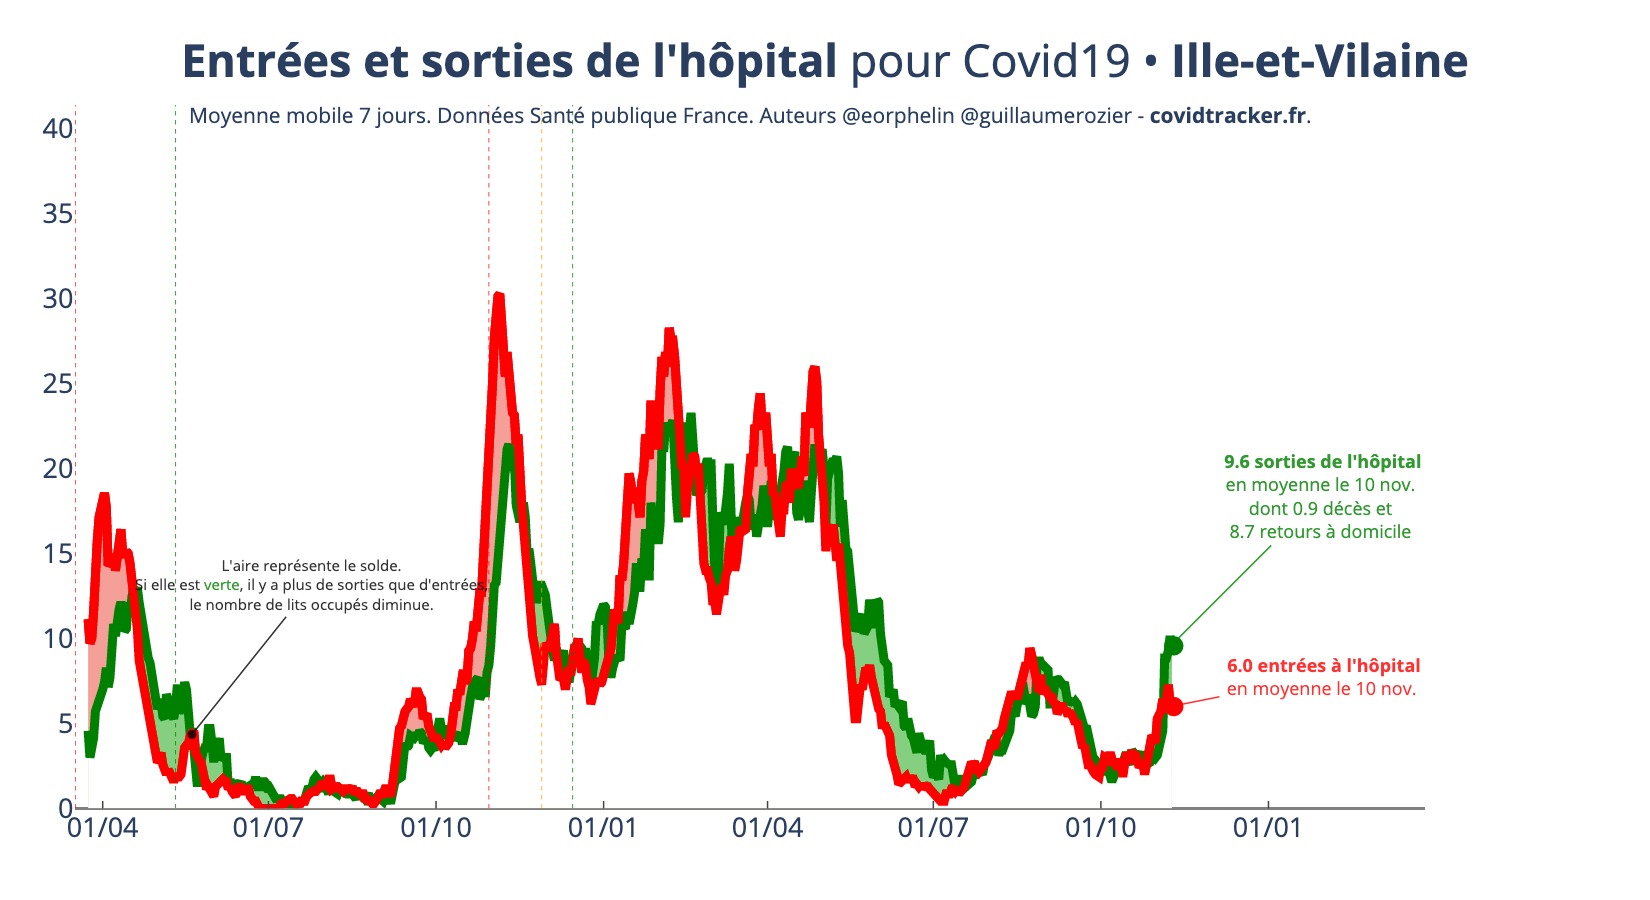 Entrées et sorties de l'hôpital pour Covid19 • Ille-et-Vilaine
Moyenne mobile 7 jours. Données Santé publique France. Auteurs @eorphelin @guillaumerozier - covidtracker.fr.
40
35
30
25
20
15
10
5
0
L'aire représente le solde.
Si elle est verte, il y a plus de sorties que d'entrées,
le nombre de lits occupés diminue.
9.6 sorties de l'hôpital
en moyenne le 10 nov.
dont 0.9 décès et
8.7 retours à domicile
6.0 entrées à l'hôpital
en moyenne le 10 nov.
01/04 01/07 01/10 01/01 01/04 01/07 01/10 01/01